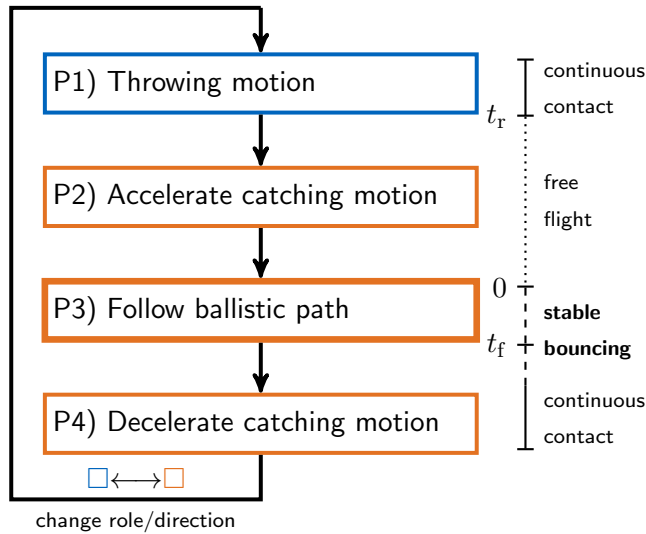 P1) Throwing motion
continuous
contact
t_r
P2) Accelerate catching motion
free
flight
0
P3) Follow ballistic path
stable
bouncing
t_f
P4) Decelerate catching motion
continuous
contact
change role/direction